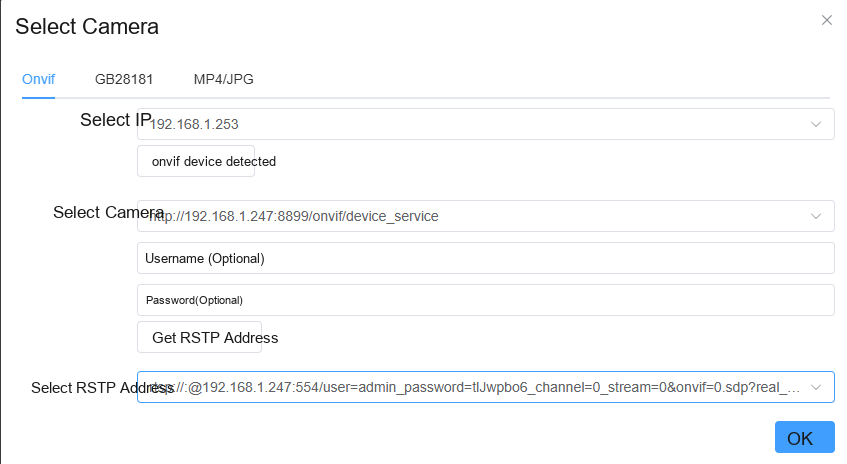 Select Camera
Onvif GB28181 MP4/JPG
Select IP 192.168.1.253
onvif device detected
Select Camera http://192.168.1.247:8899/onvif/device_service
Username (Optional)
Password(Optional)
Get RSTP Address
Select RSTP Address rtsp://:@192.168.1.247:554/user=admin_password=tlJwpbo6_channel=0_stream=0&onvif=0.sdp?real_...
OK